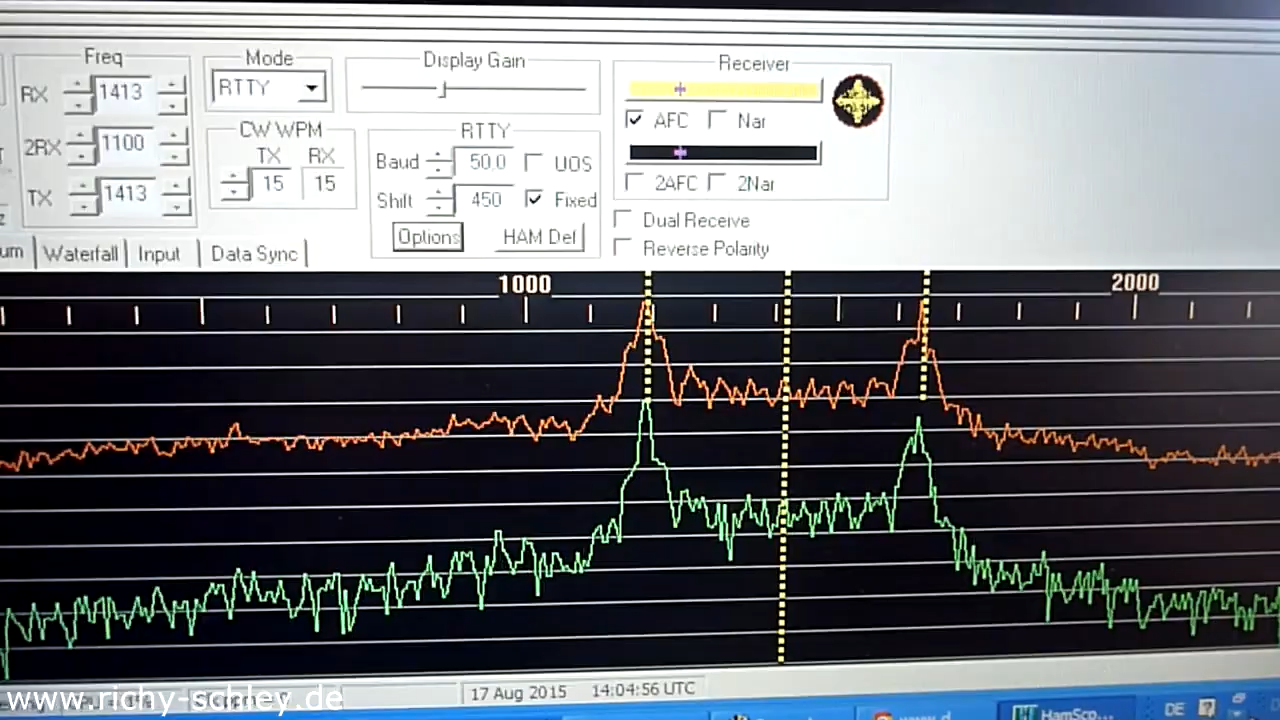 Freq
RX 1413
2RX 1100
TX 1413
Mode
RTTY
CW WPM
TX RX
15 15
Display Gain
RTTY
Baud 50.0 UOS
Shift 450 Fixed
Options HAM Def
Receiver
AFC Nar
2AFC 2Nar
Dual Receive
Reverse Polarity
um Waterfall Input Data Sync
1000 2000
17 Aug 2015 14:04:56 UTC
www.richy-schley.de
HamSco... DE